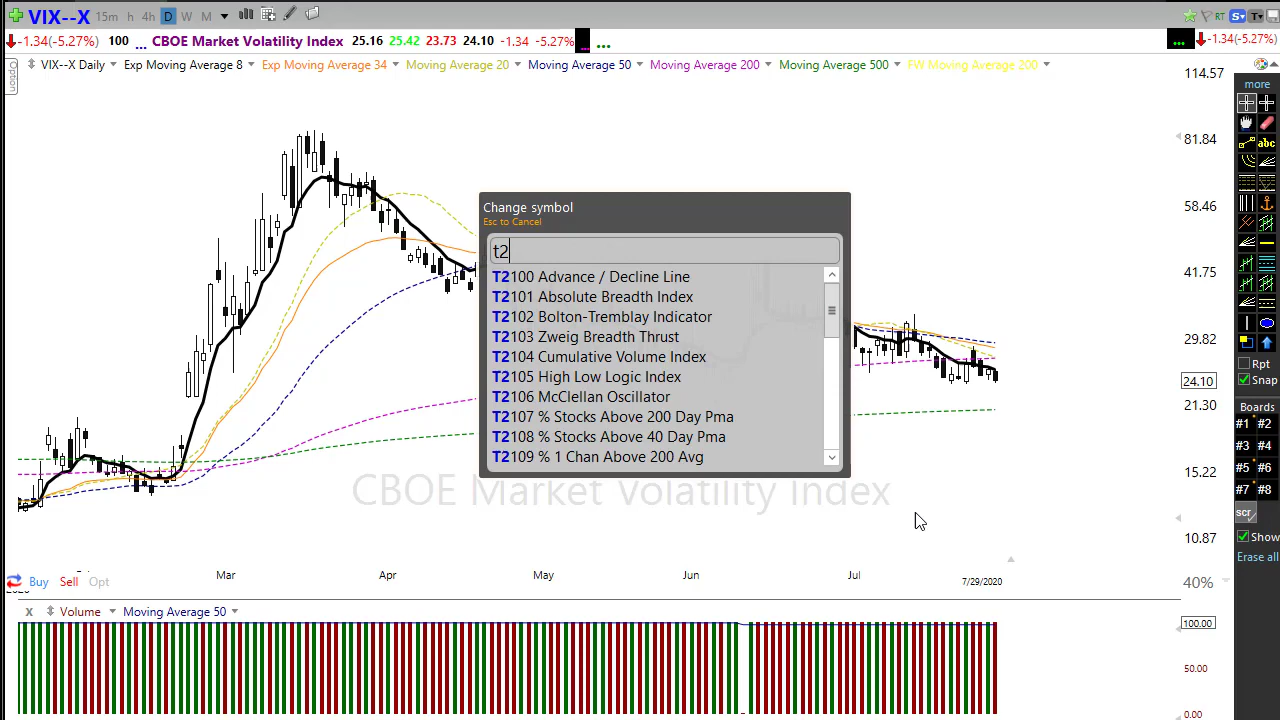 VIX--X 15m h 4h D W M RT S T
-1.34(-5.27%) 100 ... CBOE Market Volatility Index 25.16 25.42 23.73 24.10 -1.34 -5.27% ... ... ... -1.34(-5.27%)
Option
VIX--X Daily Exp Moving Average 8 Exp Moving Average 34 Moving Average 20 Moving Average 50 Moving Average 200 Moving Average 500 FW Moving Average 200
114.57
81.84
58.46
41.75
29.82
24.10
21.30
15.22
10.87
40%
more
abc
Rpt
Snap
Boards
#1 #2
#3 #4
#5 #6
#7 #8
scr
Show
Erase all
Change symbol
Esc to Cancel
t2
T2100 Advance / Decline Line
T2101 Absolute Breadth Index
T2102 Bolton-Tremblay Indicator
T2103 Zweig Breadth Thrust
T2104 Cumulative Volume Index
T2105 High Low Logic Index
T2106 McClellan Oscillator
T2107 % Stocks Above 200 Day Pma
T2108 % Stocks Above 40 Day Pma
T2109 % 1 Chan Above 200 Avg
CBOE Market Volatility Index
Mar Apr May Jun Jul 7/29/2020
Buy Sell Opt
X Volume Moving Average 50
100.00
50.00
0.00